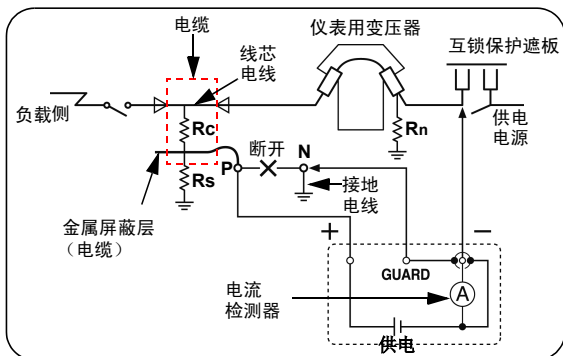 电缆
仪表用变压器
线芯
电线
互锁保护遮板
负载侧
供电
电源
Rc
Rn
断开
N
P
Rs
接地
电线
金属屏蔽层
（电缆）
+
−
GUARD
电流
检测器
A
供电